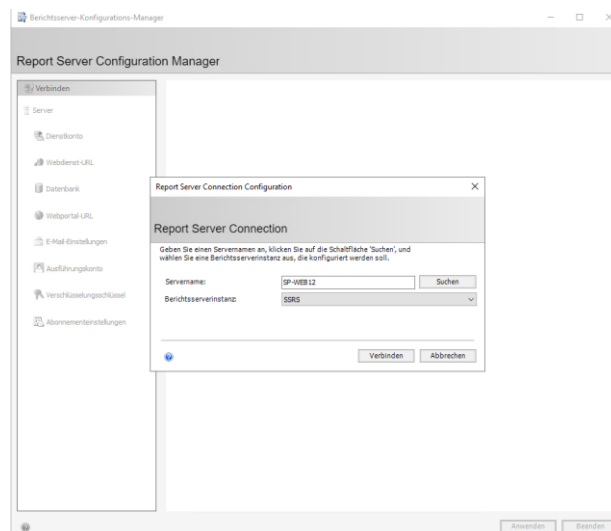 Berichtsserver-Konfigurations-Manager
Report Server Configuration Manager
Verbinden
Server
Dienstkonto
Webdienst-URL
Datenbank
Webportal-URL
E-Mail-Einstellungen
Ausführungskonto
Verschlüsselungsschlüssel
Abonnementeinstellungen
Report Server Connection Configuration
Report Server Connection
Geben Sie einen Servernamen an, klicken Sie auf die Schaltfläche 'Suchen', und
wählen Sie eine Berichtsserverinstanz aus, die konfiguriert werden soll.
Servername: SP-WEB12 Suchen
Berichtsserverinstanz: SSRS
Verbinden Abbrechen
Anwenden Beenden